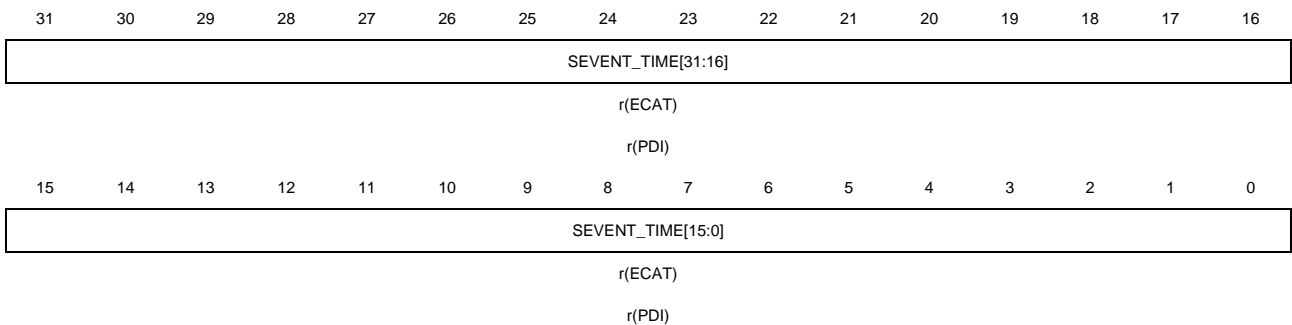 31 30 29 28 27 26 25 24 23 22 21 20 19 18 17 16
SEVENT_TIME[31:16]
r(ECAT)
r(PDI)
15 14 13 12 11 10 9 8 7 6 5 4 3 2 1 0
SEVENT_TIME[15:0]
r(ECAT)
r(PDI)